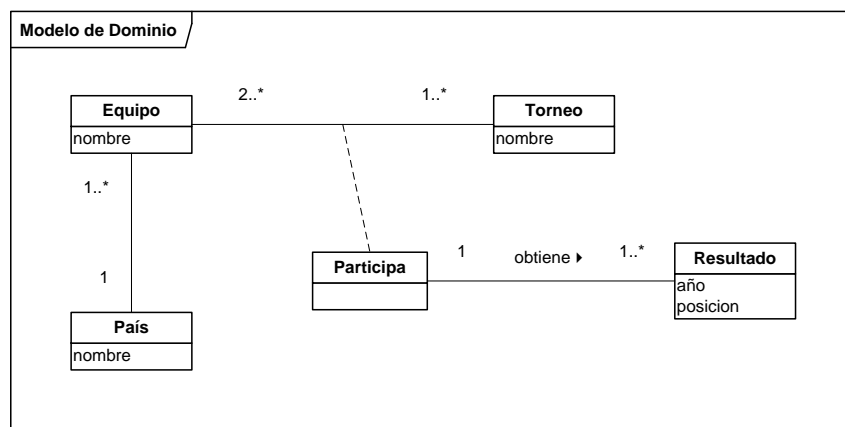 Modelo de Dominio
2..*
1..*
Equipo
nombre
Torneo
nombre
1..*
1
País
nombre
Participa
1
obtiene
1..*
Resultado
año
posicion